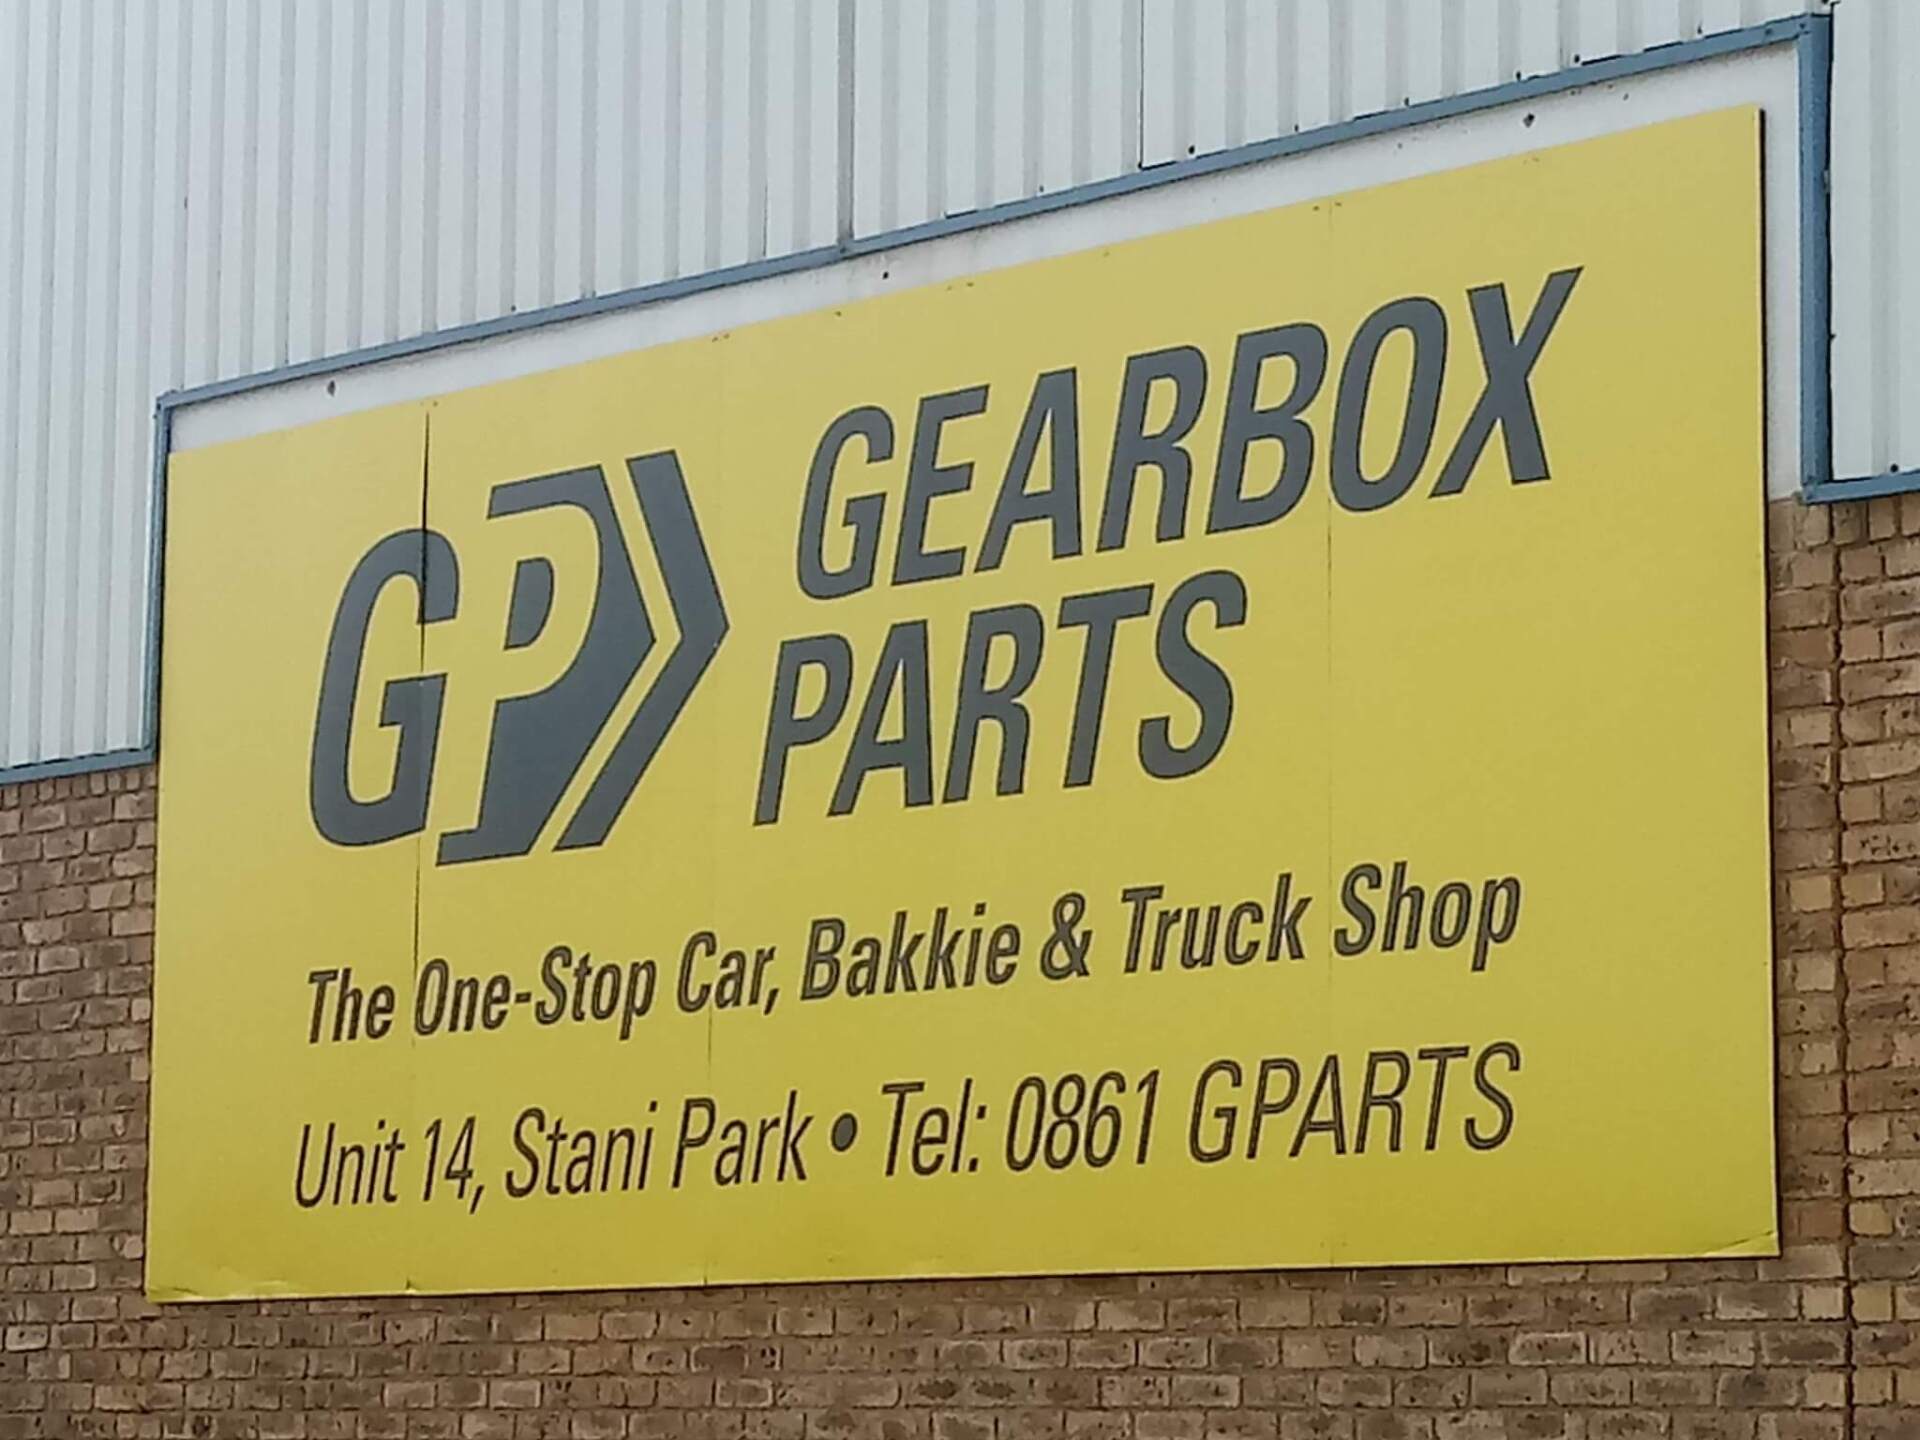 GP
GEARBOX
PARTS
The One-Stop Car, Bakkie & Truck Shop
Unit 14, Stani Park • Tel: 0861 GPARTS